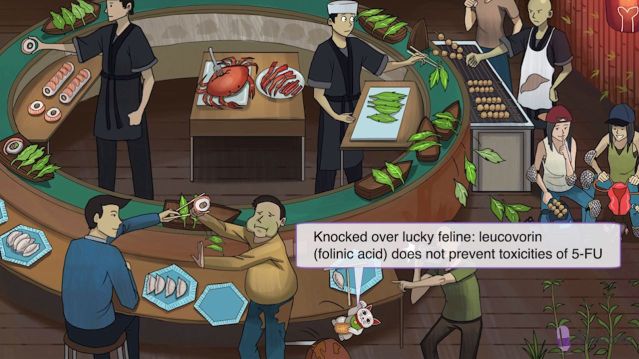 Knocked over lucky feline: leucovorin
(folinic acid) does not prevent toxicities of 5-FU